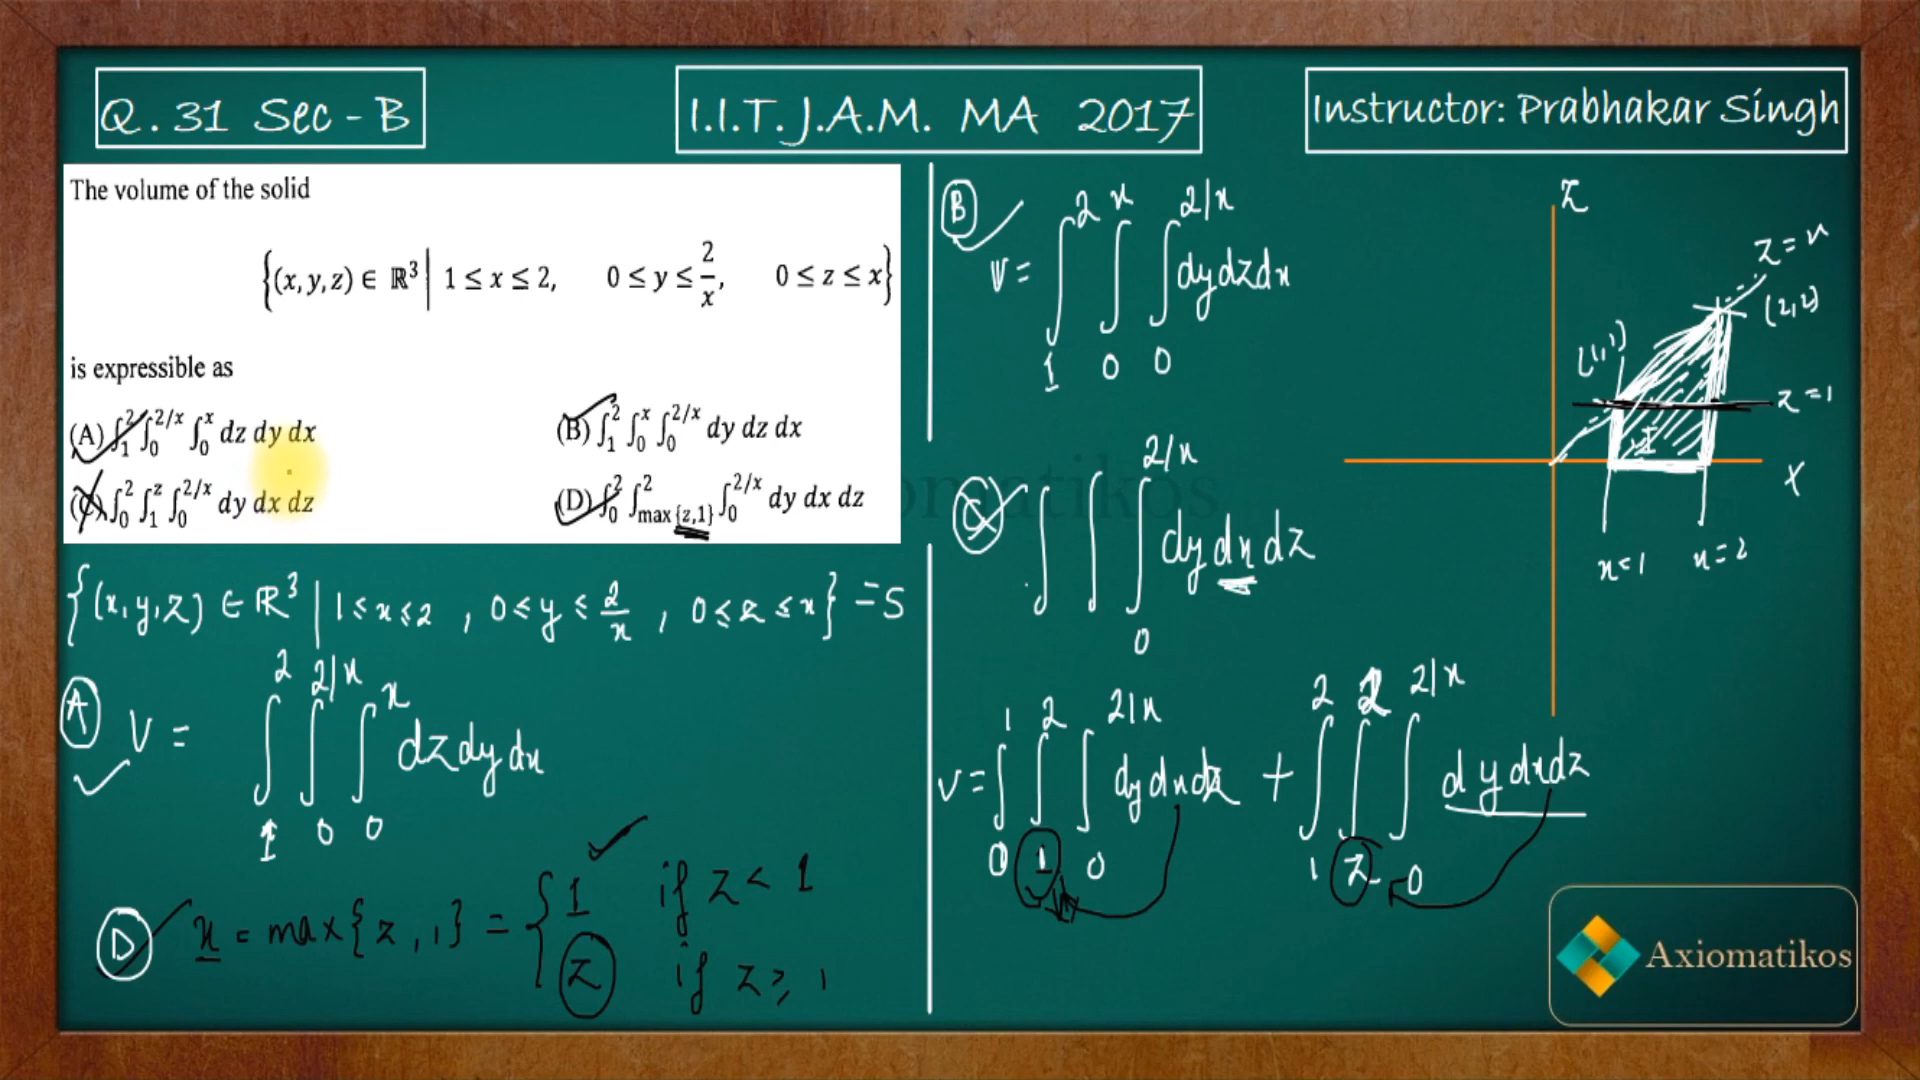 Q.31 Sec-B
I.I.T.J.A.M. MA 2017
Instructor: Prabhakar Singh
The volume of the solid
{(x, y, z) ∈ ℝ³ | 1 ≤ x ≤ 2, 0 ≤ y ≤ 2/x, 0 ≤ z ≤ x}
is expressible as
(A) ∫₁² ∫₀^{2/x} ∫₀^x dz dy dx
(B) ∫₁² ∫₀^x ∫₀^{2/x} dy dz dx
(C) ∫₀² ∫₁^z ∫₀^{2/x} dy dx dz
(D) ∫₀² ∫_{max{z,1}}^2 ∫₀^{2/x} dy dx dz
{(x,y,z) ∈ ℝ³ | 1≤x≤2, 0≤y≤2/x, 0≤z≤x} = S
A V = ∫₁² ∫₀^{2/x} ∫₀^x dz dy dx
D x = max{z,1} = { 1 if z < 1
z if z ≥ 1
B V = ∫₁² ∫₀^x ∫₀^{2/x} dy dz dx
C ∫ ∫ ∫₀^{2/x} dy dx dz
V = ∫₀¹ ∫₁² ∫₀^{2/x} dy dx dz + ∫₁² ∫_z^2 ∫₀^{2/x} dy dx dz
Z
z=x
(2,2)
(1,1)
z=1
I
X
x=1
x=2
Axiomatikos